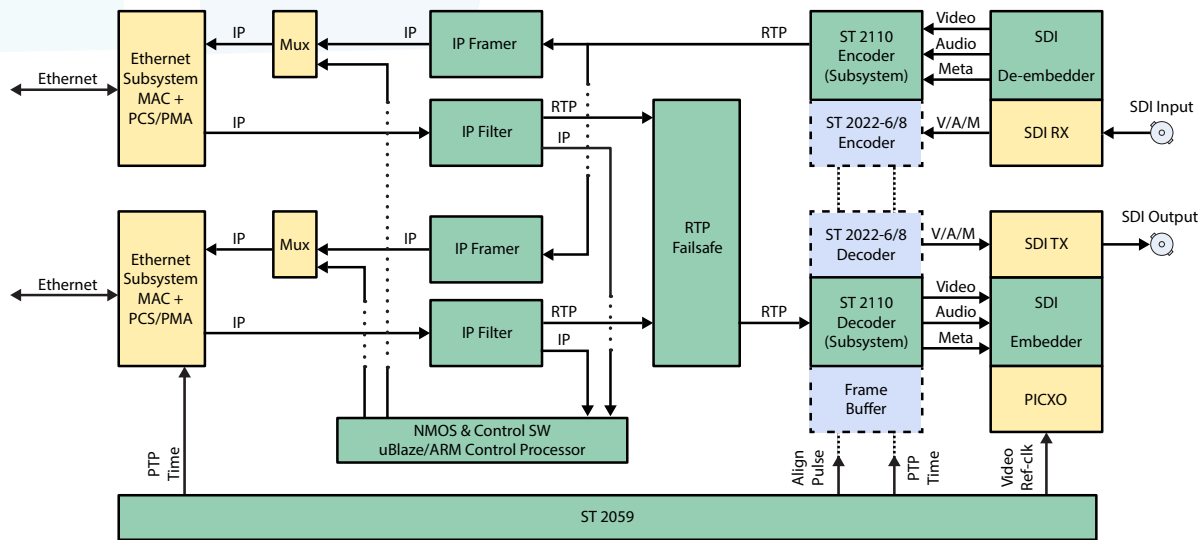 Ethernet
Ethernet
Subsystem
MAC +
PCS/PMA
IP
Mux
IP
IP Framer
RTP
ST 2110
Encoder
(Subsystem)
Video
Audio
Meta
SDI
De-embedder
IP
IP Filter
RTP
IP
ST 2022-6/8
Encoder
V/A/M
SDI RX
SDI Input
Ethernet
Ethernet
Subsystem
MAC +
PCS/PMA
IP
Mux
IP
IP Framer
RTP
Failsafe
ST 2022-6/8
Decoder
V/A/M
SDI TX
SDI Output
IP
IP Filter
RTP
IP
RTP
ST 2110
Decoder
(Subsystem)
Video
Audio
Meta
SDI
Embedder
Frame
Buffer
PICXO
NMOS & Control SW
uBlaze/ARM Control Processor
PTP
Time
Align
Pulse
PTP
Time
Video
Ref-clk
ST 2059